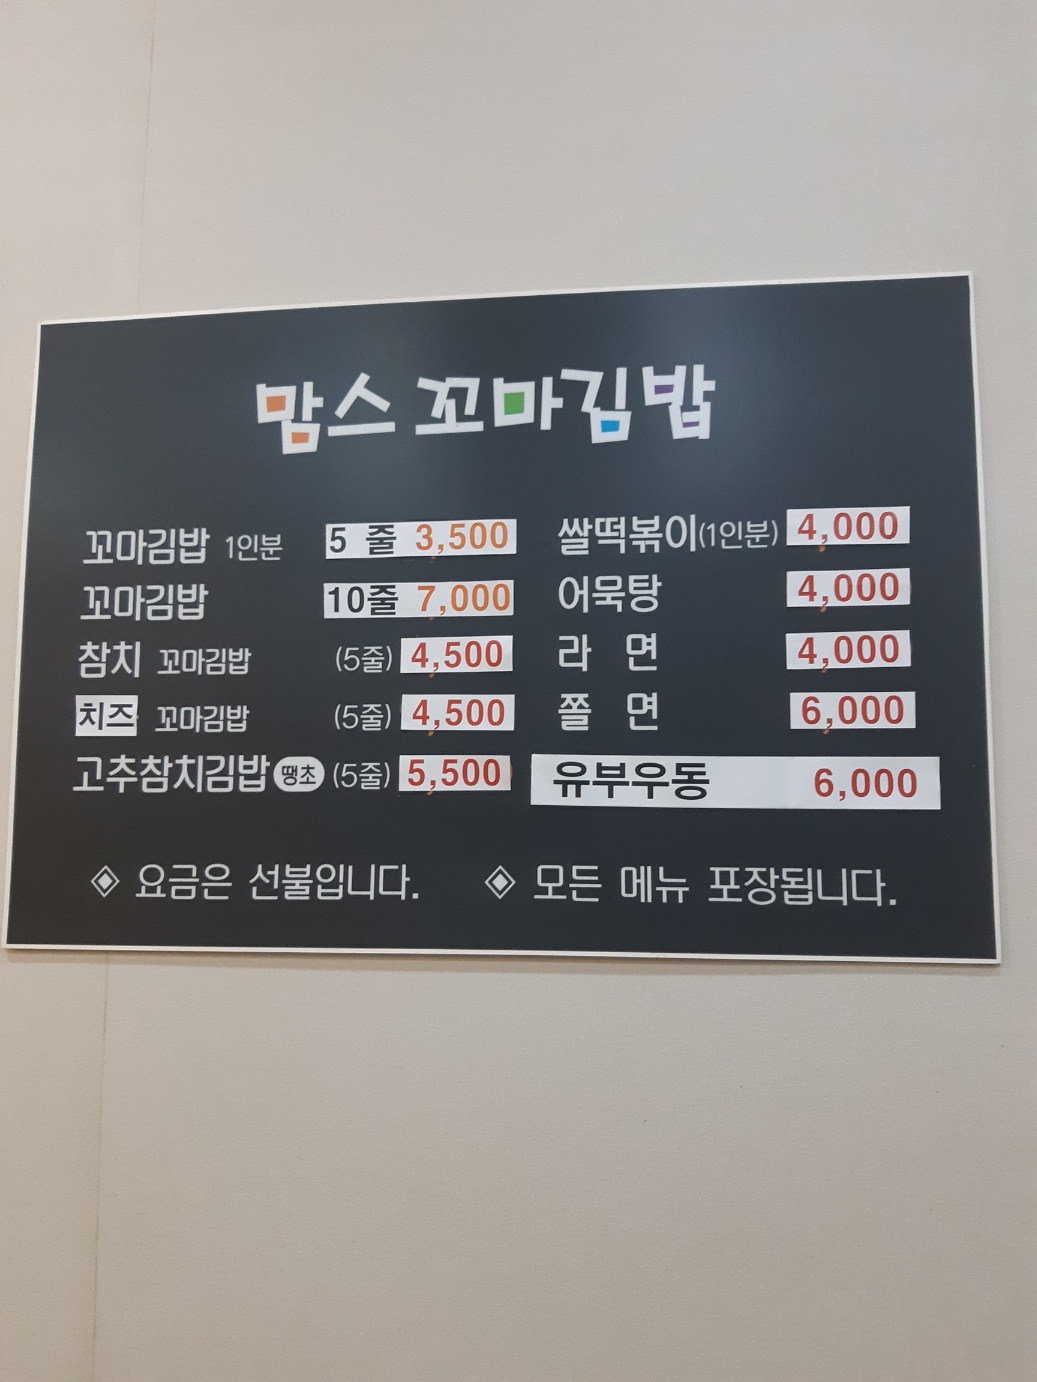 맘스 꼬마김밥
꼬마김밥 1인분 5 줄 3,500
꼬마김밥 10줄 7,000
참치 꼬마김밥 (5줄) 4,500
치즈 꼬마김밥 (5줄) 4,500
고추참치김밥 땡초 (5줄) 5,500
쌀떡볶이(1인분) 4,000
어묵탕 4,000
라 면 4,000
쫄 면 6,000
유부우동 6,000
◈ 요금은 선불입니다. ◈ 모든 메뉴 포장됩니다.